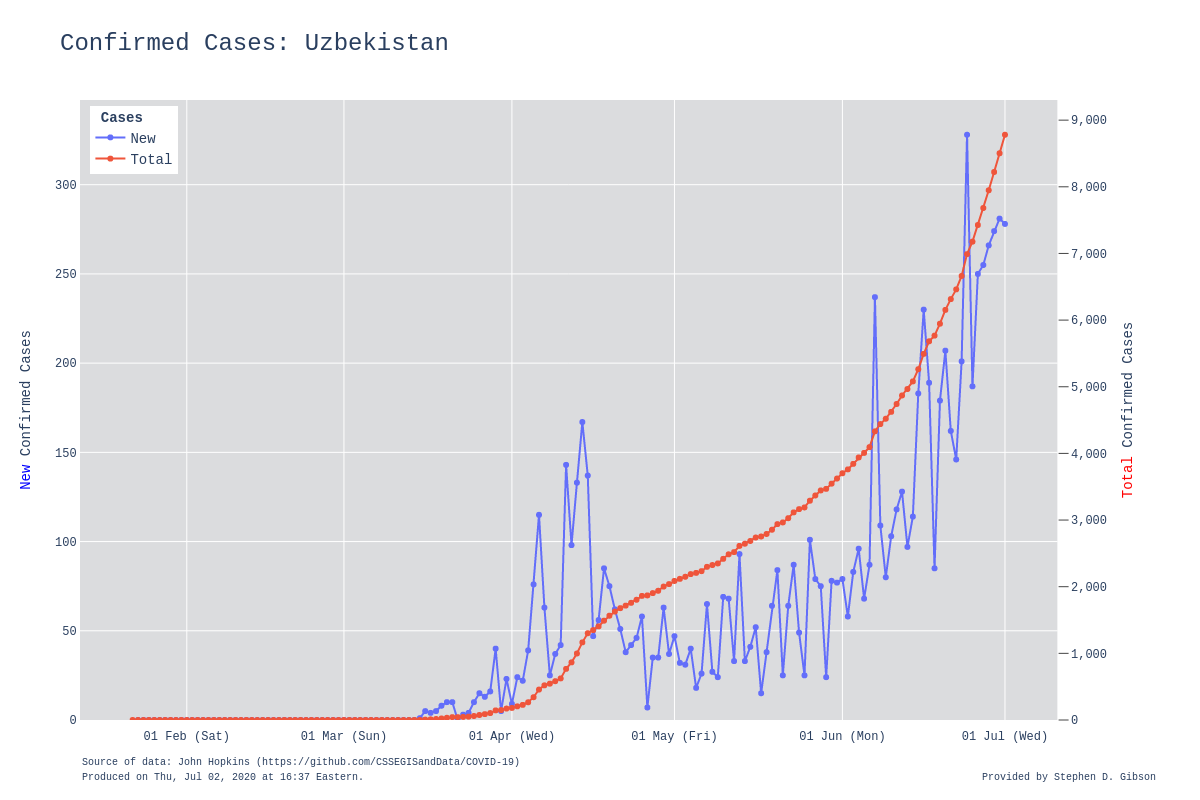 Confirmed Cases: Uzbekistan
Cases
New
Total
9,000
8,000
7,000
6,000
5,000
4,000
3,000
2,000
1,000
0
300
250
200
150
100
50
0
New Confirmed Cases
Total Confirmed Cases
01 Feb (Sat) 01 Mar (Sun) 01 Apr (Wed) 01 May (Fri) 01 Jun (Mon) 01 Jul (Wed)
Source of data: John Hopkins (https://github.com/CSSEGISandData/COVID-19)
Produced on Thu, Jul 02, 2020 at 16:37 Eastern.
Provided by Stephen D. Gibson